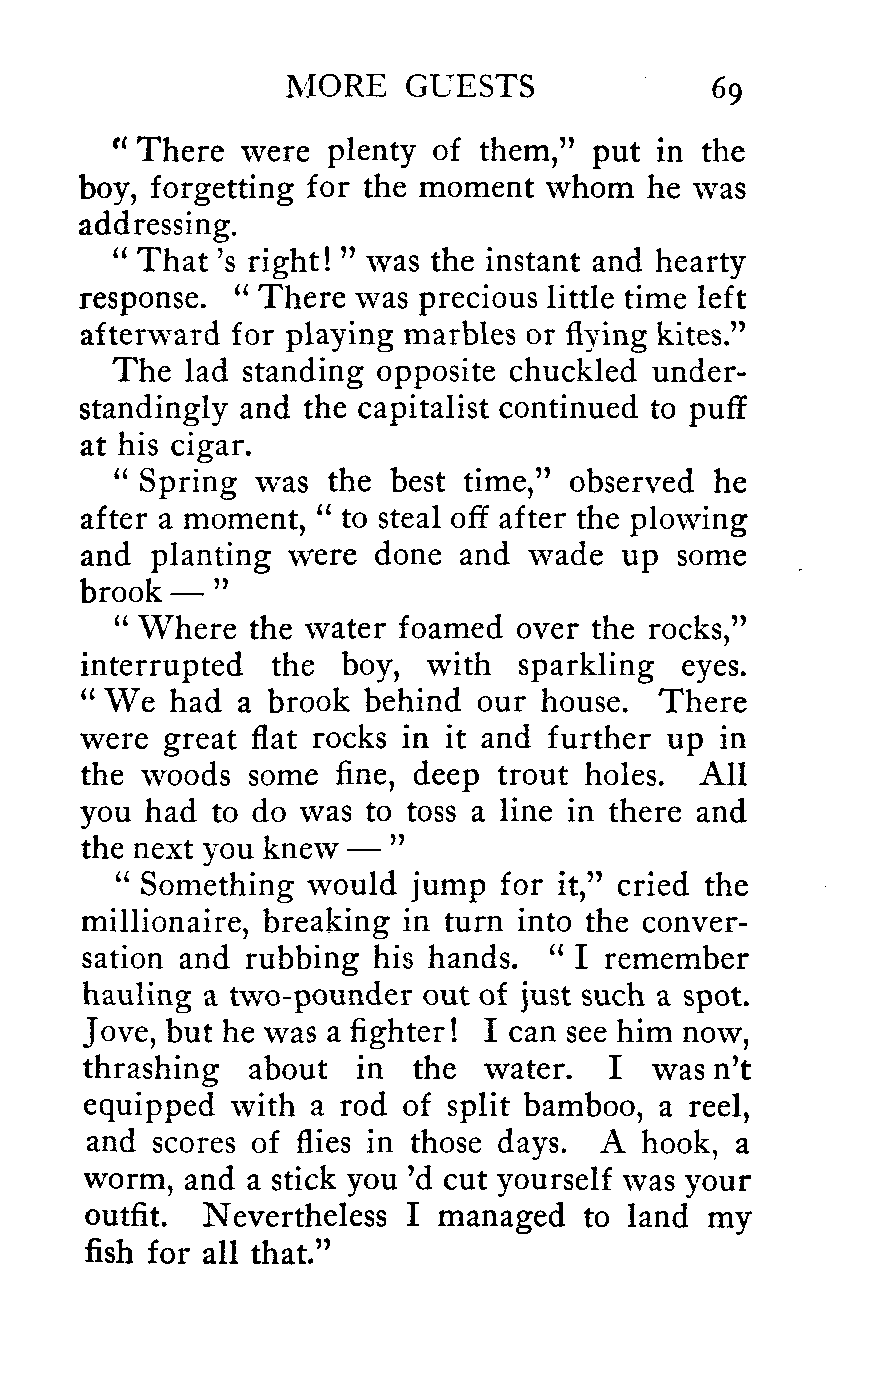 MORE GUESTS 69
“ There were plenty of them,” put in the
boy, forgetting for the moment whom he was
addressing.
“ That ’s right! ” was the instant and hearty
response. “ There was precious little time left
afterward for playing marbles or flying kites.”
The lad standing opposite chuckled under-
standingly and the capitalist continued to puff
at his cigar.
“ Spring was the best time,” observed he
after a moment, “ to steal off after the plowing
and planting were done and wade up some
brook — ”
“ Where the water foamed over the rocks,”
interrupted the boy, with sparkling eyes.
“ We had a brook behind our house. There
were great flat rocks in it and further up in
the woods some fine, deep trout holes. All
you had to do was to toss a line in there and
the next you knew — ”
“ Something would jump for it,” cried the
millionaire, breaking in turn into the conver-
sation and rubbing his hands. “ I remember
hauling a two-pounder out of just such a spot.
Jove, but he was a fighter! I can see him now,
thrashing about in the water. I was n’t
equipped with a rod of split bamboo, a reel,
and scores of flies in those days. A hook, a
worm, and a stick you ’d cut yourself was your
outfit. Nevertheless I managed to land my
fish for all that.”